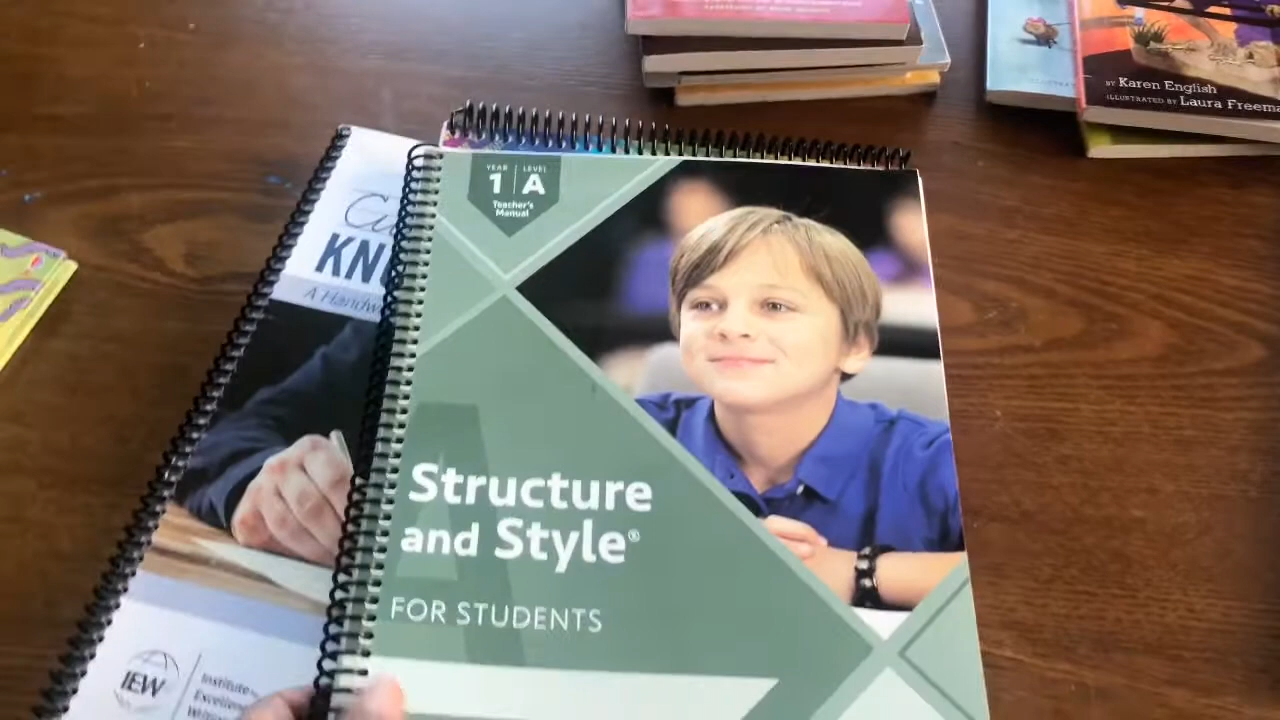 BY Karen English
ILLUSTRATED BY Laura Freema
YEAR LEVEL
1 A
Teacher's
Manual
KN
A Handw
Structure
and Style®
FOR STUDENTS
IEW
Institute
Excellen